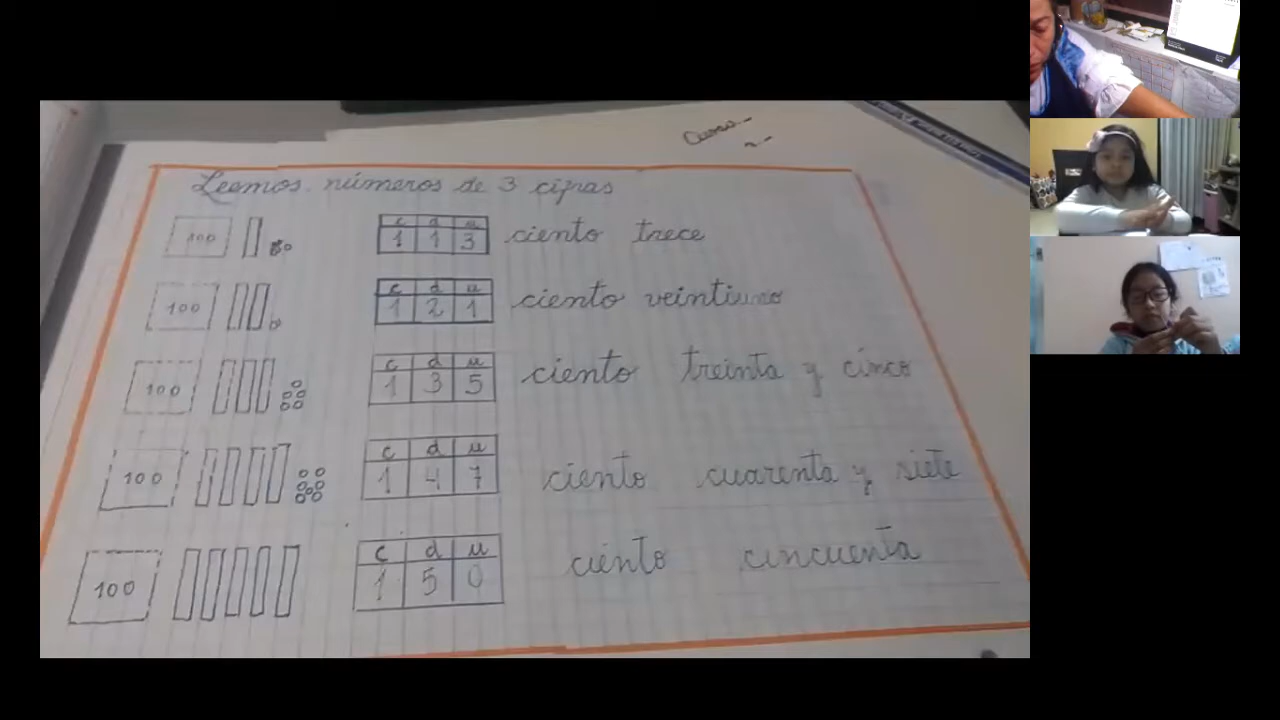 Leemos números de 3 cifras
100 c d u ciento trece
1 1 3
100 c d u ciento veintiuno
1 2 1
100 c d u ciento treinta y cinco
1 3 5
100 c d u ciento cuarenta y siete
1 4 7
100 c d u ciento cincuenta
1 5 0